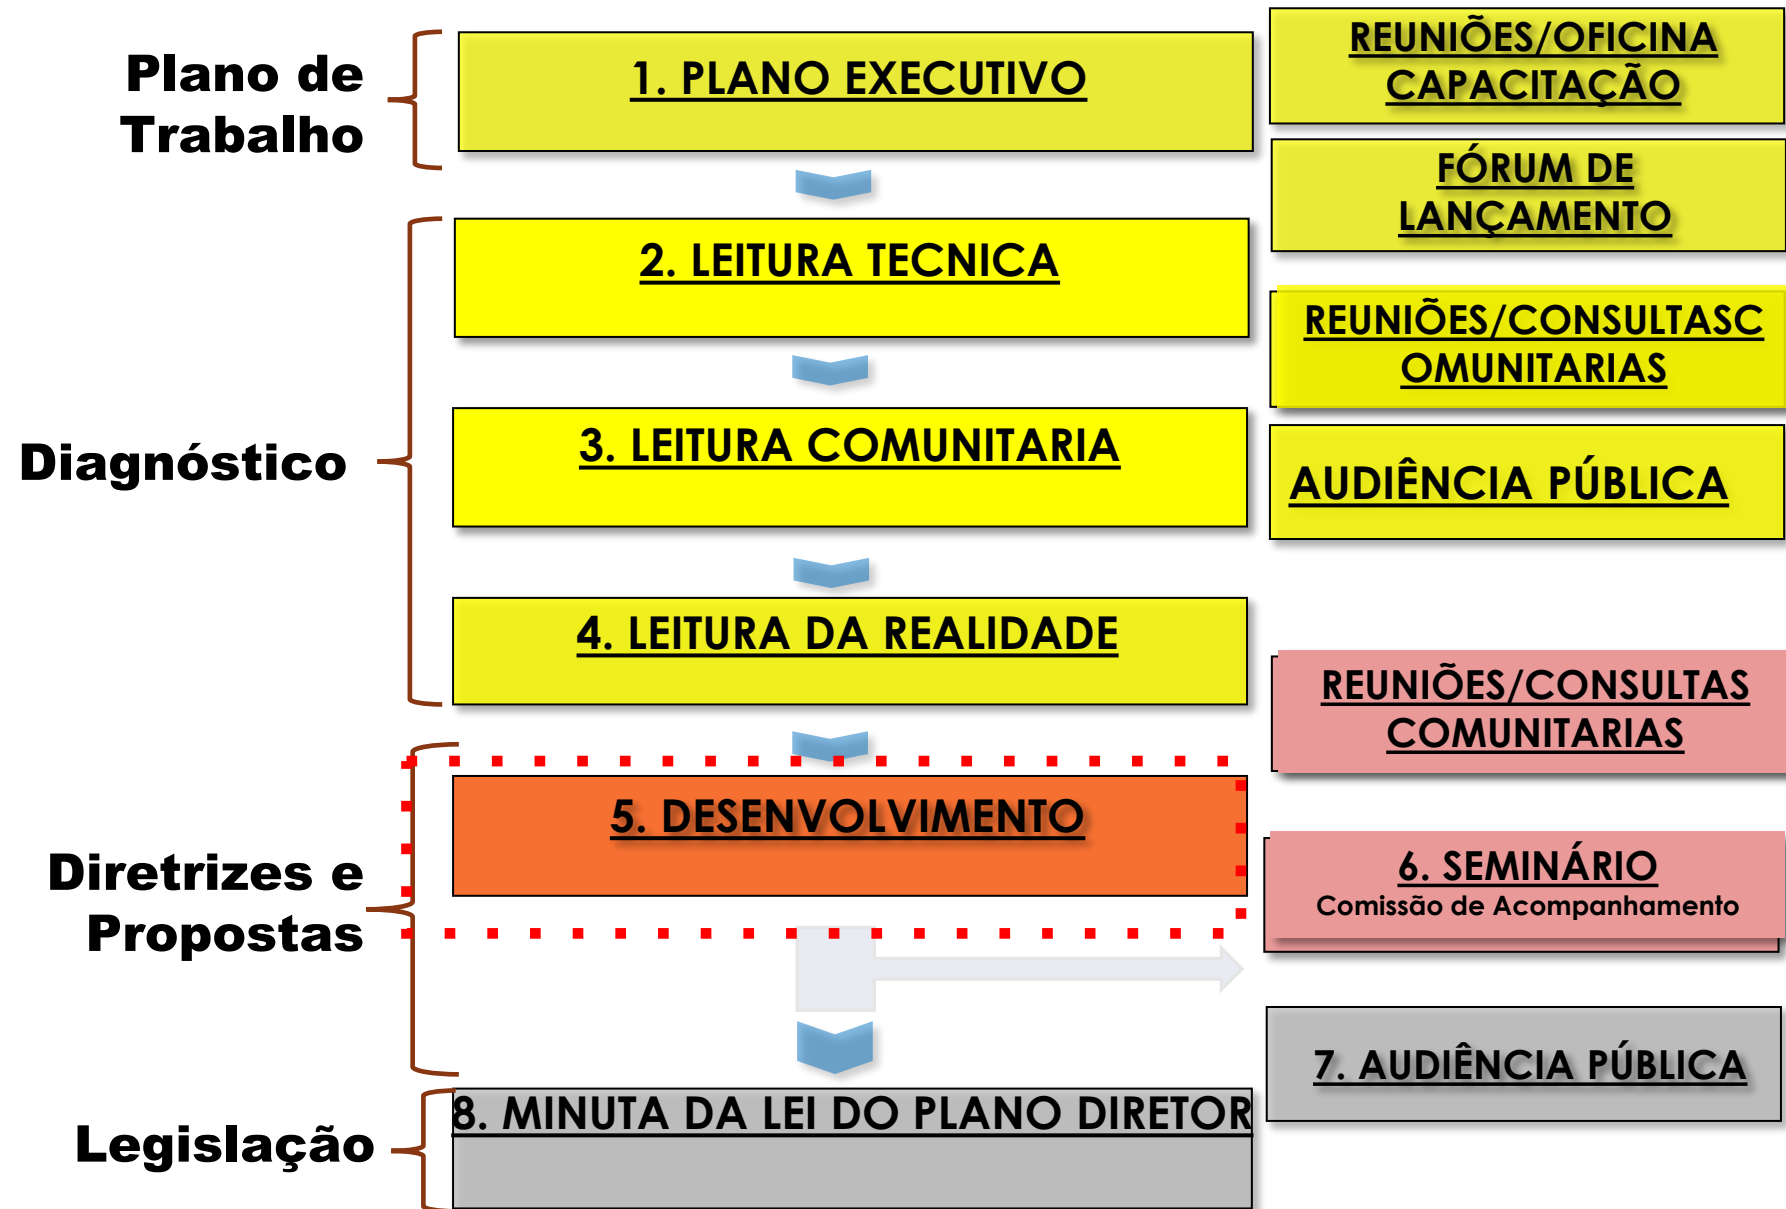 Plano de
Trabalho
1. PLANO EXECUTIVO
REUNIÕES/OFICINA
CAPACITAÇÃO
FÓRUM DE
LANÇAMENTO
Diagnóstico
2. LEITURA TECNICA
3. LEITURA COMUNITARIA
4. LEITURA DA REALIDADE
REUNIÕES/CONSULTASC
OMUNITARIAS
AUDIÊNCIA PÚBLICA
Diretrizes e
Propostas
5. DESENVOLVIMENTO
REUNIÕES/CONSULTAS
COMUNITARIAS
6. SEMINÁRIO
Comissão de Acompanhamento
7. AUDIÊNCIA PÚBLICA
Legislação
8. MINUTA DA LEI DO PLANO DIRETOR